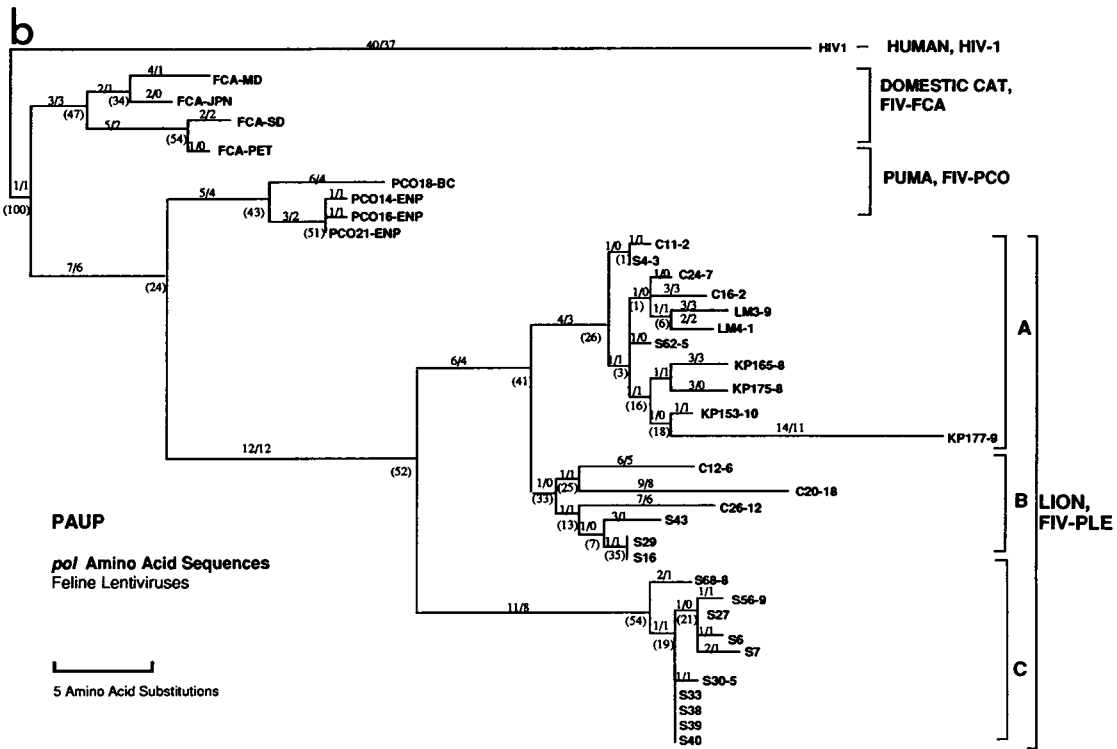 b
40/37
HIV1
HUMAN, HIV-1
4/1
FCA-MD
2/1
(34)
2/0
FCA-JPN
3/3
(47)
5/2
2/2
FCA-SD
(54)
1/0
FCA-PET
DOMESTIC CAT,
FIV-FCA
1/1
(100)
6/4
PCO18-BC
5/4
(43)
1/1
PCO14-ENP
1/1
PCO16-ENP
3/2
(51)
PCO21-ENP
PUMA, FIV-PCO
7/6
(24)
1/1
C11-2
1/0
(1)
S4-3
1/0
C24-7
1/0
(1)
3/3
C16-2
1/1
(6)
3/3
LM3-9
2/2
LM4-1
4/3
(26)
1/0
S62-5
1/1
(3)
3/3
KP165-8
1/1
3/0
KP175-8
1/1
(16)
1/1
KP153-10
1/0
(18)
14/11
KP177-9
A
6/4
(41)
12/12
(52)
6/5
C12-6
1/1
(25)
9/8
C20-18
1/0
(33)
7/6
C26-12
1/1
(13)
3/1
S43
1/0
(7)
1/1
(35)
S29
S16
B
LION,
FIV-PLE
PAUP
pol Amino Acid Sequences
Feline Lentiviruses
2/1
S68-8
11/8
(54)
1/1
S56-9
1/0
(21)
S27
1/1
(19)
1/1
S6
2/1
S7
1/1
S30-5
S33
S38
S39
S40
C
5 Amino Acid Substitutions